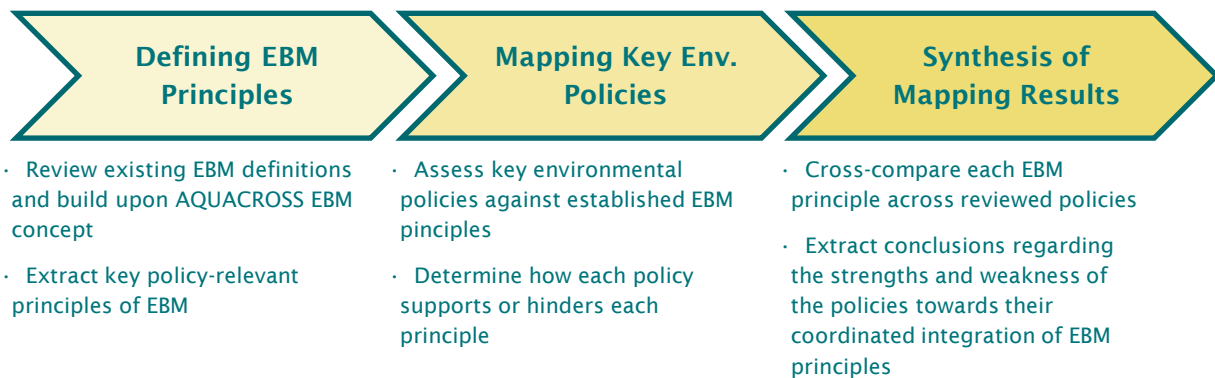 Defining EBM
Principles
Mapping Key Env.
Policies
Synthesis of
Mapping Results
· Review existing EBM definitions
and build upon AQUACROSS EBM
concept
· Extract key policy-relevant
principles of EBM
· Assess key environmental
policies against established EBM
pinciples
· Determine how each policy
supports or hinders each
principle
· Cross-compare each EBM
principle across reviewed policies
· Extract conclusions regarding
the strengths and weakness of
the policies towards their
coordinated integration of EBM
principles